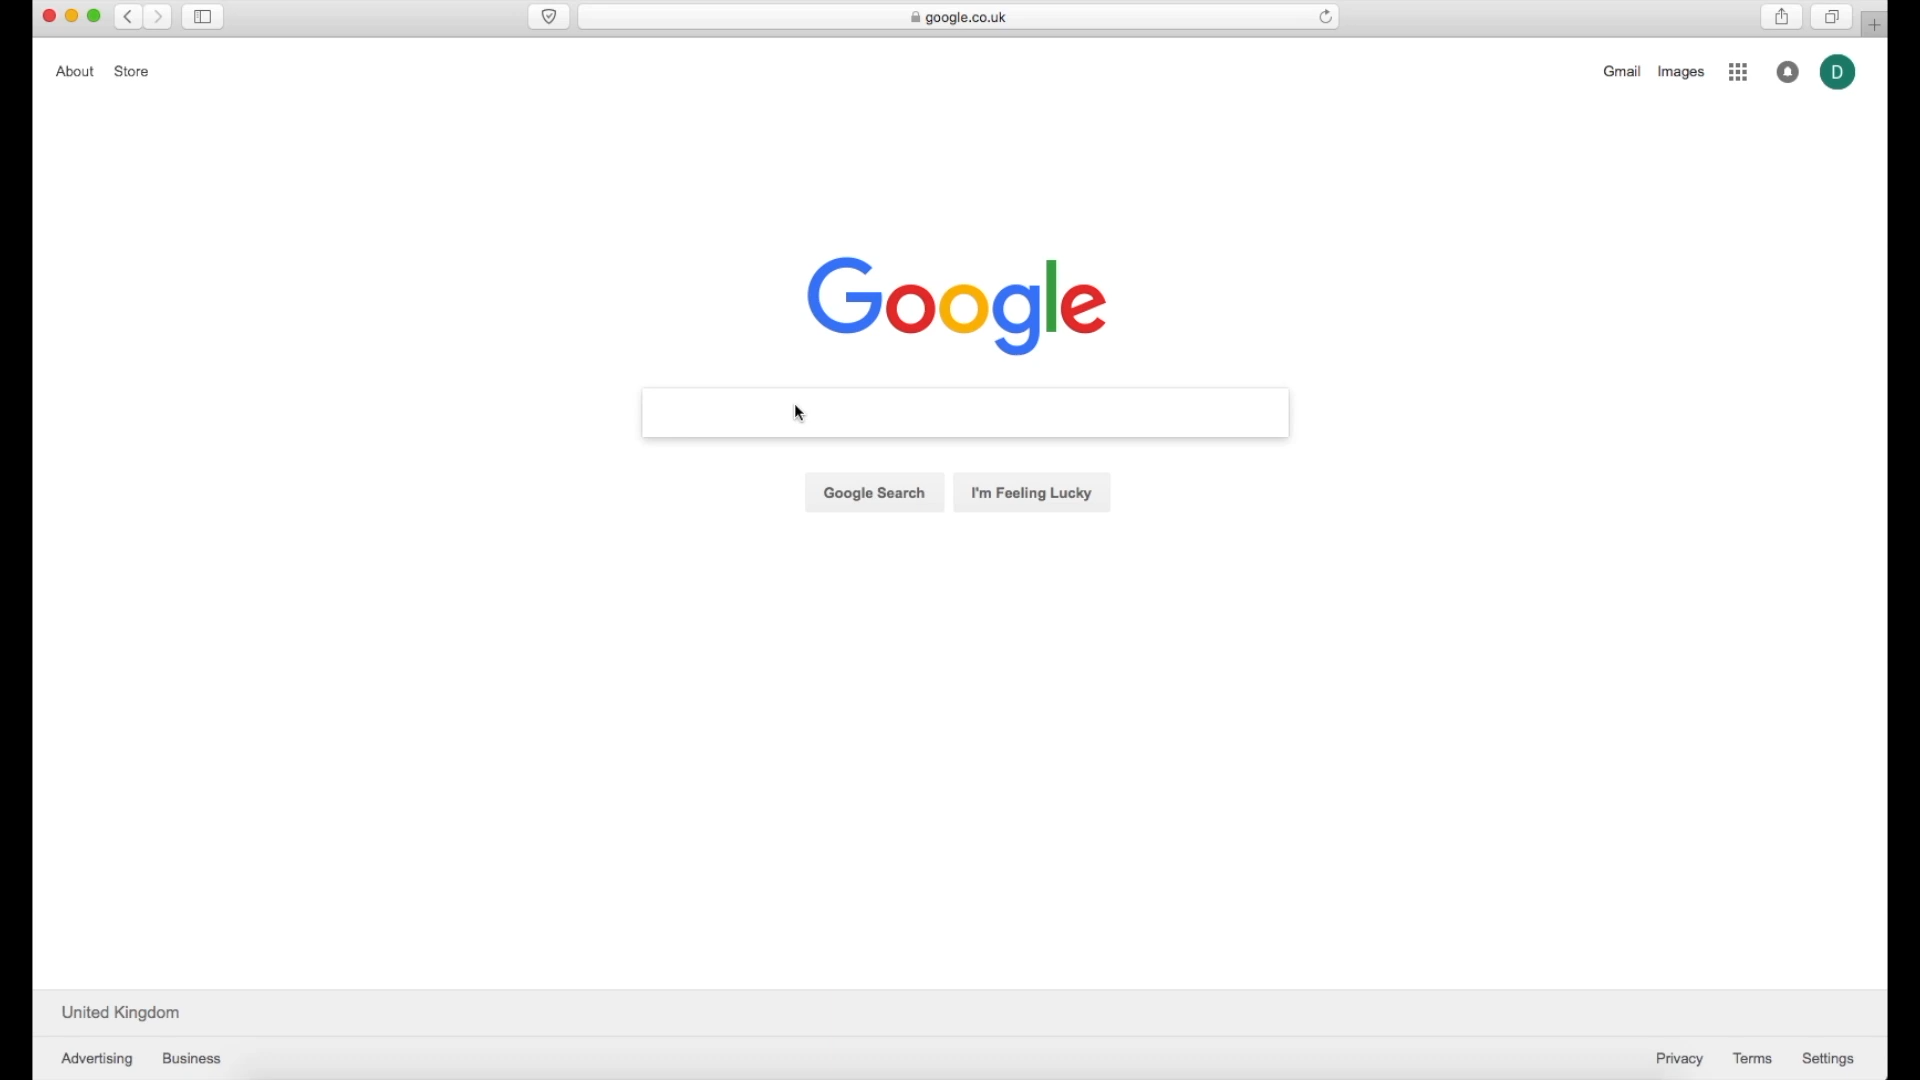 google.co.uk
About Store
Gmail Images
D
Google
Google Search I'm Feeling Lucky
United Kingdom
Advertising Business
Privacy Terms Settings